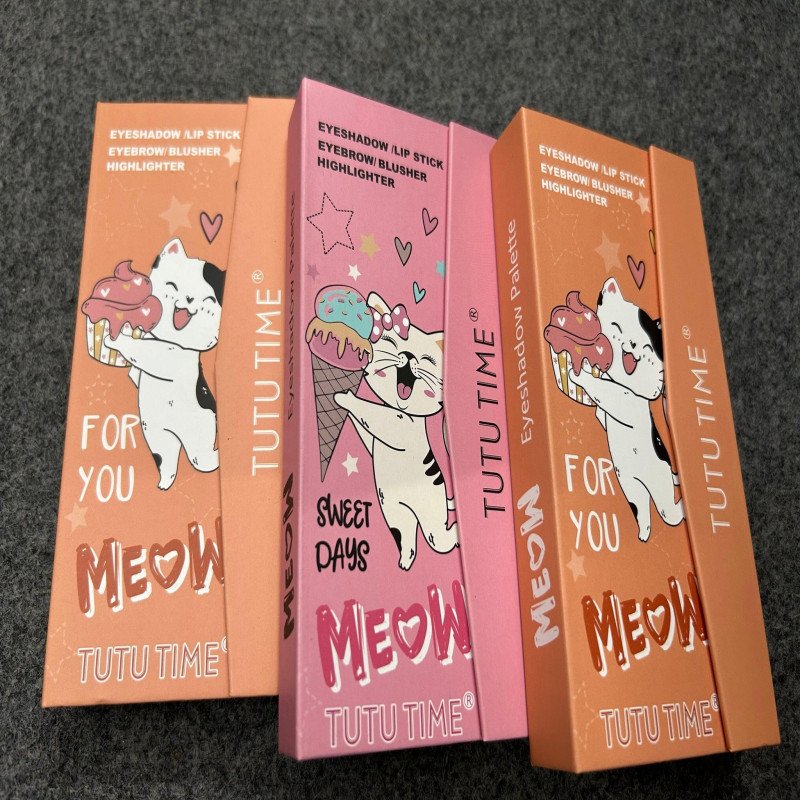 EYESHADOW /LIP STICK
EYEBROW/ BLUSHER
HIGHLIGHTER
FOR
YOU
MEOW
TUTU TIME®
TUTU TIME®
EYESHADOW /LIP STICK
EYEBROW/ BLUSHER
HIGHLIGHTER
SWEET
DAYS
MEOW
TUTU TIME®
TUTU TIME®
MEOW Eyeshadow Palette
EYESHADOW /LIP STICK
EYEBROW/ BLUSHER
HIGHLIGHTER
FOR
YOU
MEOW
TUTU TIME®
TUTU TIME®
MEOW Eyeshadow Palette